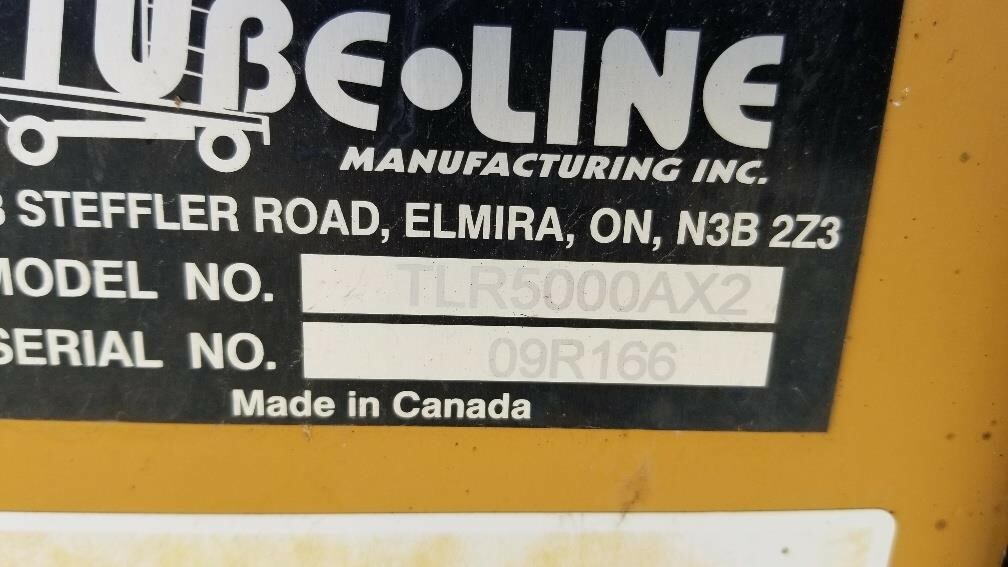 TUBE•LINE
MANUFACTURING INC.
STEFFLER ROAD, ELMIRA, ON, N3B 2Z3
MODEL NO. TLR5000AX2
SERIAL NO. 09R166
Made in Canada